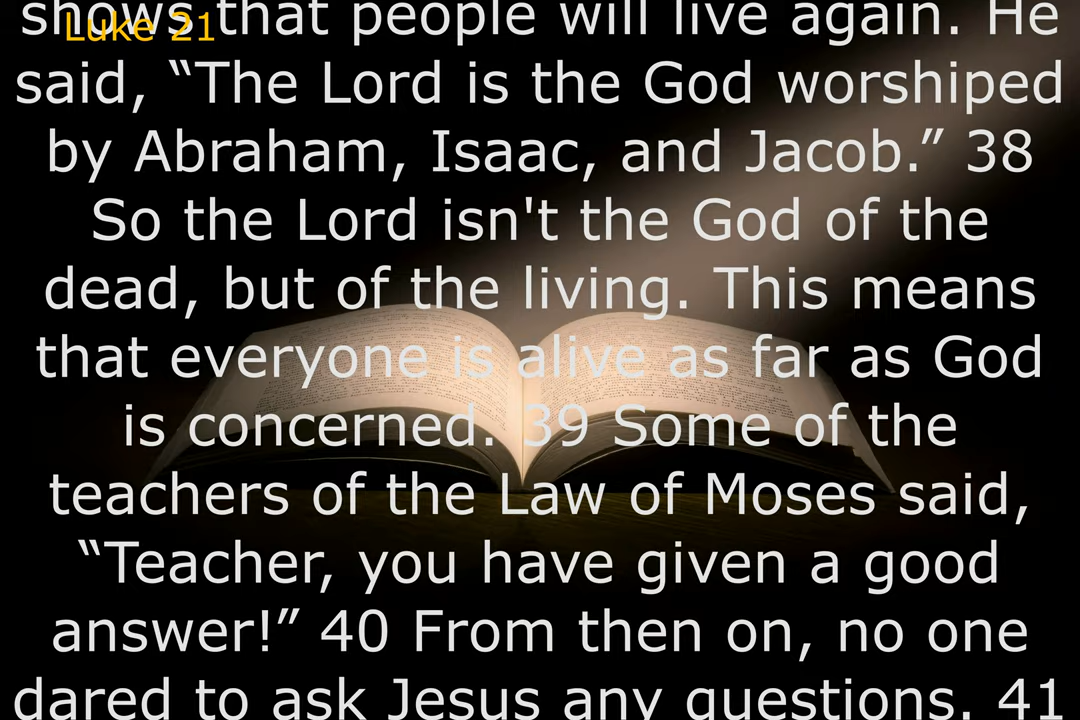 Luke 21
shows that people will live again. He
said, “The Lord is the God worshiped
by Abraham, Isaac, and Jacob.” 38
So the Lord isn't the God of the
dead, but of the living. This means
that everyone is alive as far as God
is concerned. 39 Some of the
teachers of the Law of Moses said,
“Teacher, you have given a good
answer!” 40 From then on, no one
dared to ask Jesus any questions. 41